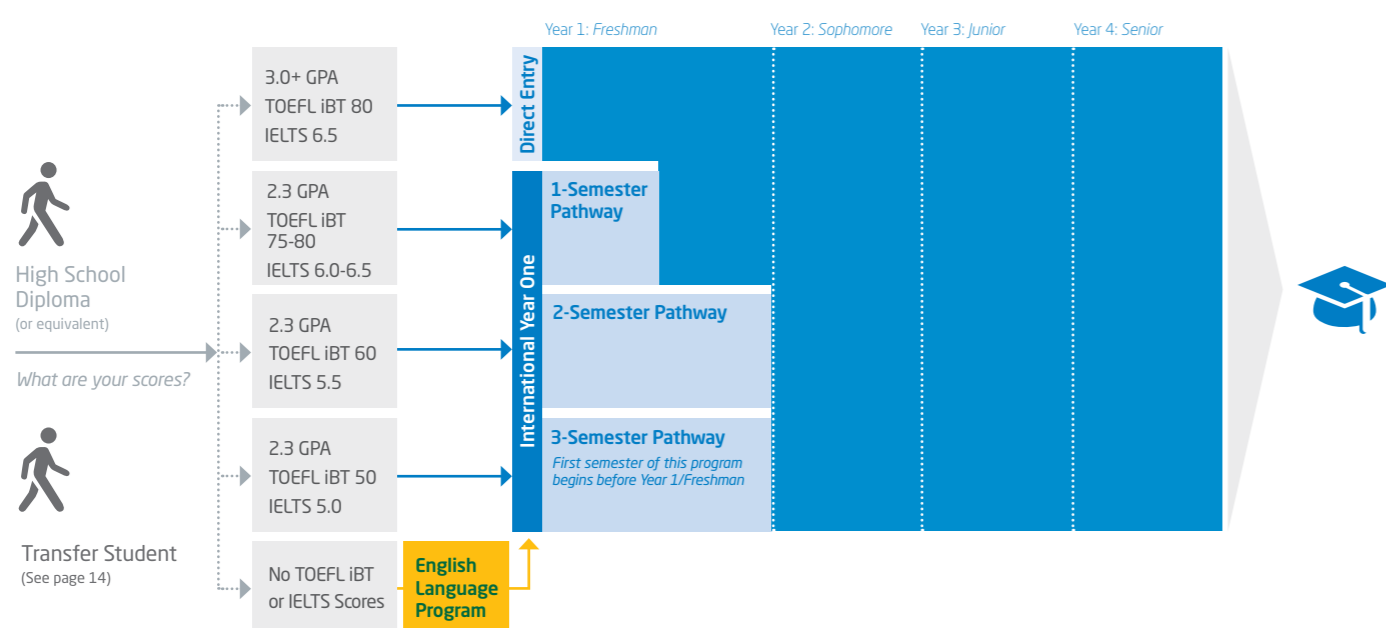 Year 1: Freshman
Year 2: Sophomore
Year 3: Junior
Year 4: Senior
3.0+ GPA
TOEFL iBT 80
IELTS 6.5
Direct Entry
2.3 GPA
TOEFL iBT
75-80
IELTS 6.0-6.5
1-Semester
Pathway
High School
Diploma
(or equivalent)
What are your scores?
International Year One
2.3 GPA
TOEFL iBT 60
IELTS 5.5
2-Semester Pathway
2.3 GPA
TOEFL iBT 50
IELTS 5.0
3-Semester Pathway
First semester of this program
begins before Year 1/Freshman
Transfer Student
(See page 14)
No TOEFL iBT
or IELTS Scores
English
Language
Program